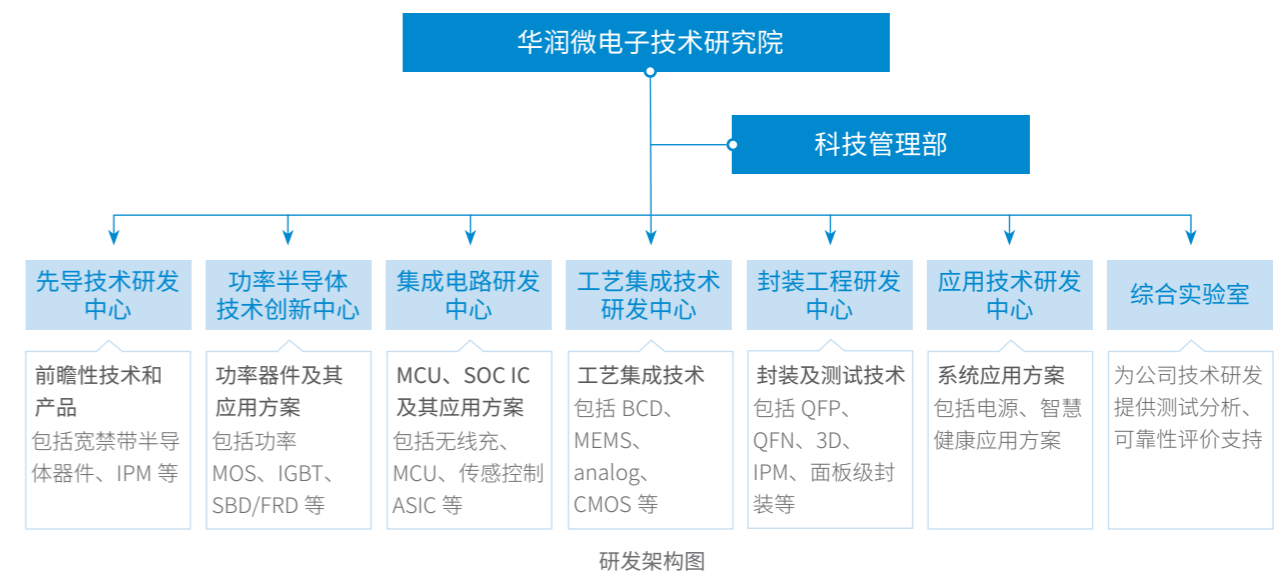 华润微电子技术研究院
科技管理部
先导技术研发
中心
功率半导体
技术创新中心
集成电路研发
中心
工艺集成技术
研发中心
封装工程研发
中心
应用技术研发
中心
综合实验室
前瞻性技术和
产品
包括宽禁带半导
体器件、IPM 等
功率器件及其
应用方案
包括功率
MOS、IGBT、
SBD/FRD 等
MCU、SOC IC
及其应用方案
包括无线充、
MCU、传感控制
ASIC 等
工艺集成技术
包括 BCD、
MEMS、
analog、
CMOS 等
封装及测试技术
包括 QFP、
QFN、3D、
IPM、面板级封
装等
系统应用方案
包括电源、智慧
健康应用方案
为公司技术研发
提供测试分析、
可靠性评价支持
研发架构图